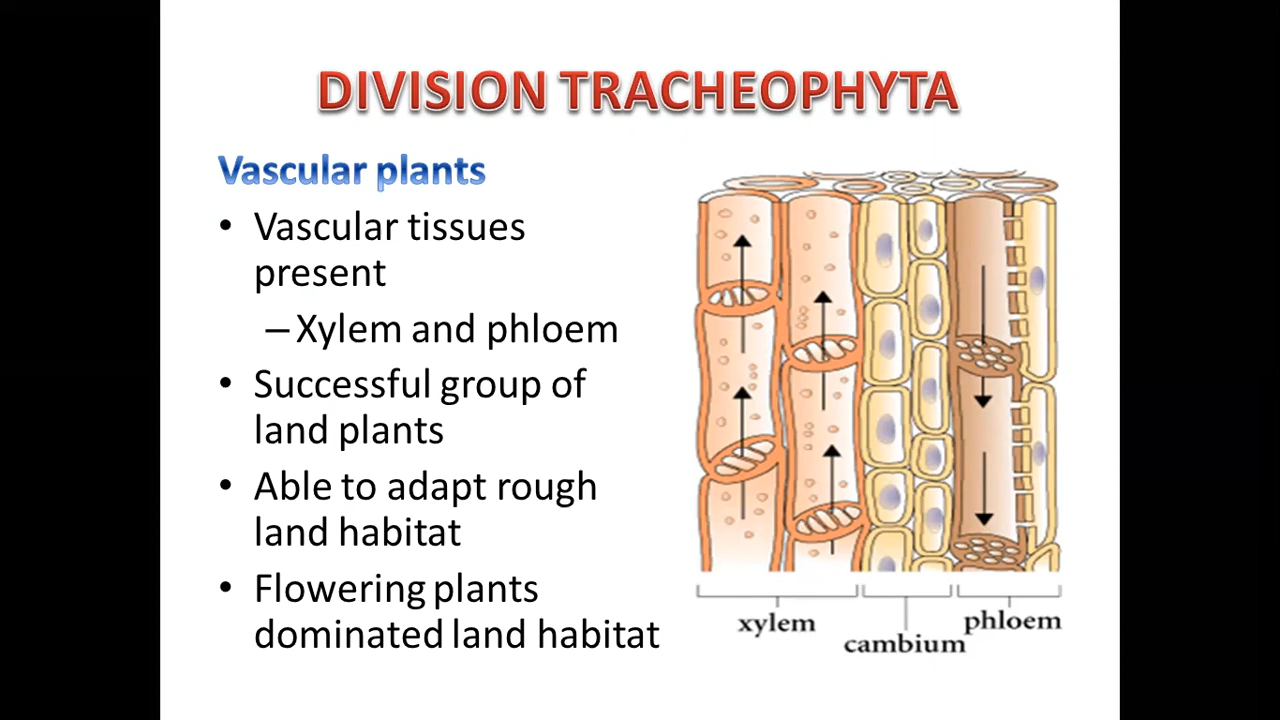 DIVISION TRACHEOPHYTA
Vascular plants
• Vascular tissues
present
– Xylem and phloem
• Successful group of
land plants
• Able to adapt rough
land habitat
• Flowering plants
dominated land habitat
xylem
cambium
phloem